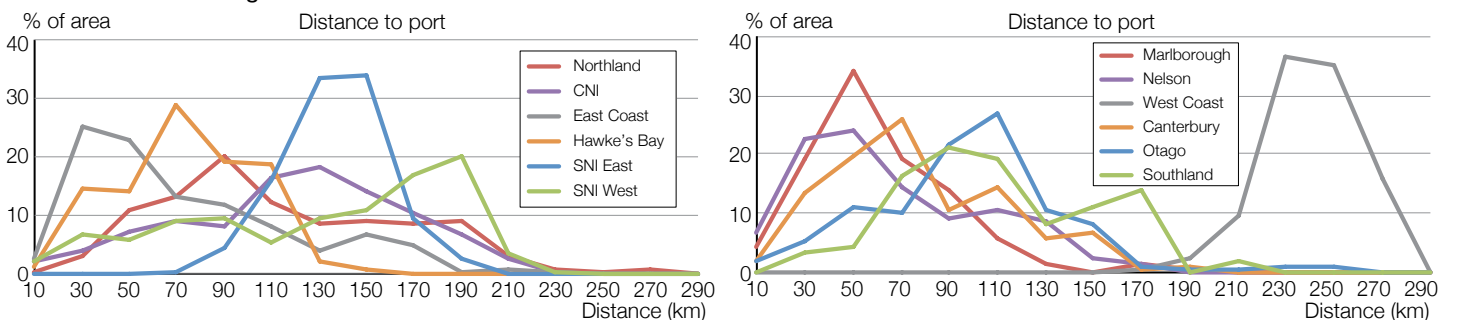 % of area
Distance to port
40
30
20
10
0
Northland
CNI
East Coast
Hawke's Bay
SNI East
SNI West
10 30 50 70 90 110 130 150 170 190 210 230 250 270 290
Distance (km)
% of area
Distance to port
40
30
20
10
0
Marlborough
Nelson
West Coast
Canterbury
Otago
Southland
10 30 50 70 90 110 130 150 170 190 210 230 250 270 290
Distance (km)